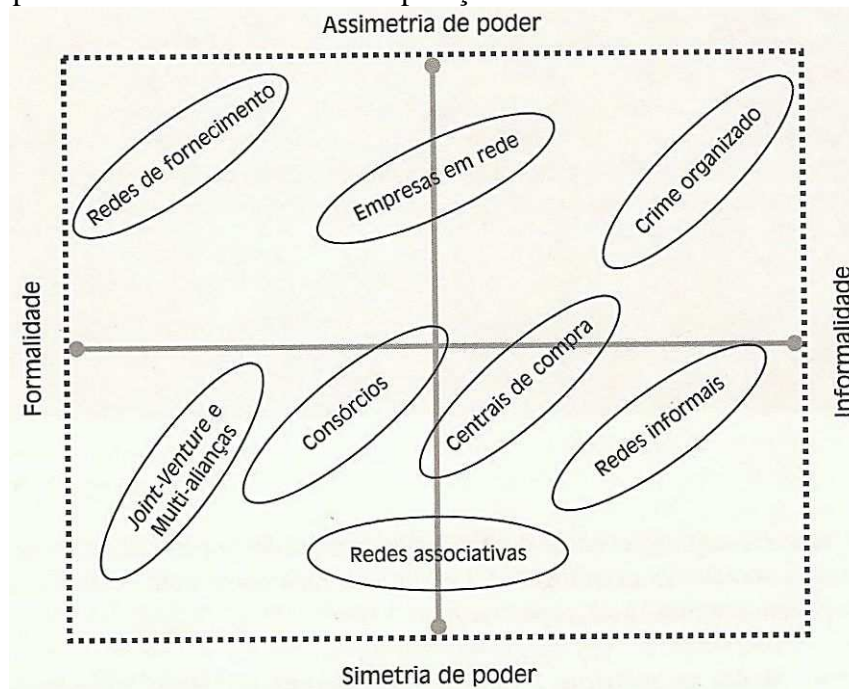 Assimetria de poder
Redes de fornecimento
Empresas em rede
Crime organizado
Formalidade
Informalidade
Consórcios
Centrais de compra
Redes informais
Joint-Venture e
Multi-alianças
Redes associativas
Simetria de poder